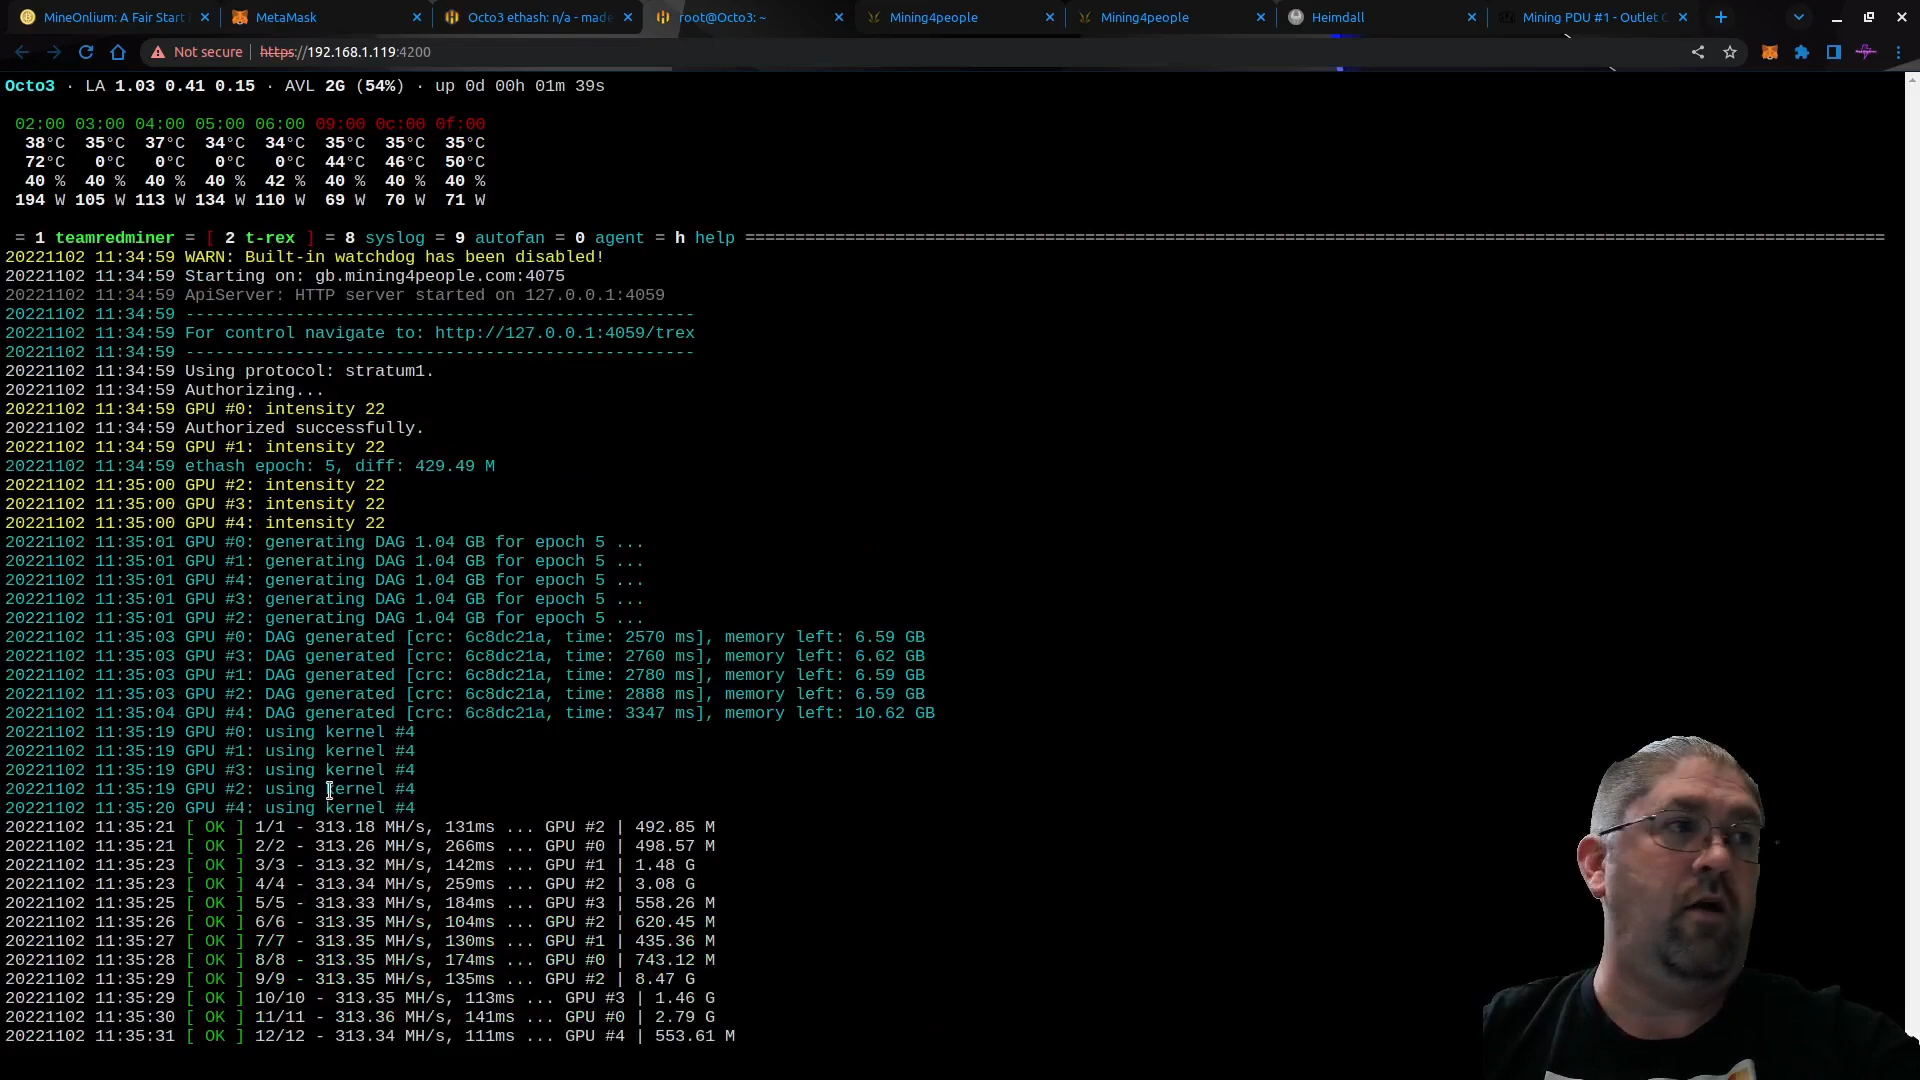 MineOnlium: A Fair Start
MetaMask
Octo3 ethash: n/a - made
root@Octo3: ~
Mining4people
Mining4people
Heimdall
Mining PDU #1 - Outlet C
Not secure
https://192.168.1.119:4200
Octo3 · LA 1.03 0.41 0.15 · AVL 2G (54%) · up 0d 00h 01m 39s
02:00 03:00 04:00 05:00 06:00 09:00 0c:00 0f:00
38°C 35°C 37°C 34°C 34°C 35°C 35°C 35°C
72°C 0°C 0°C 0°C 0°C 44°C 46°C 50°C
40 % 40 % 40 % 40 % 42 % 40 % 40 % 40 %
194 W 105 W 113 W 134 W 110 W 69 W 70 W 71 W
= 1 teamredminer = [ 2 t-rex ] = 8 syslog = 9 autofan = 0 agent = h help ==================================================================================================================
20221102 11:34:59 WARN: Built-in watchdog has been disabled!
20221102 11:34:59 Starting on: gb.mining4people.com:4075
20221102 11:34:59 ApiServer: HTTP server started on 127.0.0.1:4059
20221102 11:34:59 ---------------------------------------------------
20221102 11:34:59 For control navigate to: http://127.0.0.1:4059/trex
20221102 11:34:59 ---------------------------------------------------
20221102 11:34:59 Using protocol: stratum1.
20221102 11:34:59 Authorizing...
20221102 11:34:59 GPU #0: intensity 22
20221102 11:34:59 Authorized successfully.
20221102 11:34:59 GPU #1: intensity 22
20221102 11:34:59 ethash epoch: 5, diff: 429.49 M
20221102 11:35:00 GPU #2: intensity 22
20221102 11:35:00 GPU #3: intensity 22
20221102 11:35:00 GPU #4: intensity 22
20221102 11:35:01 GPU #0: generating DAG 1.04 GB for epoch 5 ...
20221102 11:35:01 GPU #1: generating DAG 1.04 GB for epoch 5 ...
20221102 11:35:01 GPU #4: generating DAG 1.04 GB for epoch 5 ...
20221102 11:35:01 GPU #3: generating DAG 1.04 GB for epoch 5 ...
20221102 11:35:01 GPU #2: generating DAG 1.04 GB for epoch 5 ...
20221102 11:35:03 GPU #0: DAG generated [crc: 6c8dc21a, time: 2570 ms], memory left: 6.59 GB
20221102 11:35:03 GPU #3: DAG generated [crc: 6c8dc21a, time: 2760 ms], memory left: 6.62 GB
20221102 11:35:03 GPU #1: DAG generated [crc: 6c8dc21a, time: 2780 ms], memory left: 6.59 GB
20221102 11:35:03 GPU #2: DAG generated [crc: 6c8dc21a, time: 2888 ms], memory left: 6.59 GB
20221102 11:35:04 GPU #4: DAG generated [crc: 6c8dc21a, time: 3347 ms], memory left: 10.62 GB
20221102 11:35:19 GPU #0: using kernel #4
20221102 11:35:19 GPU #1: using kernel #4
20221102 11:35:19 GPU #3: using kernel #4
20221102 11:35:19 GPU #2: using kernel #4
20221102 11:35:20 GPU #4: using kernel #4
20221102 11:35:21 [ OK ] 1/1 - 313.18 MH/s, 131ms ... GPU #2 | 492.85 M
20221102 11:35:21 [ OK ] 2/2 - 313.26 MH/s, 266ms ... GPU #0 | 498.57 M
20221102 11:35:23 [ OK ] 3/3 - 313.32 MH/s, 142ms ... GPU #1 | 1.48 G
20221102 11:35:23 [ OK ] 4/4 - 313.34 MH/s, 259ms ... GPU #2 | 3.08 G
20221102 11:35:25 [ OK ] 5/5 - 313.33 MH/s, 184ms ... GPU #3 | 558.26 M
20221102 11:35:26 [ OK ] 6/6 - 313.35 MH/s, 104ms ... GPU #2 | 620.45 M
20221102 11:35:27 [ OK ] 7/7 - 313.35 MH/s, 130ms ... GPU #1 | 435.36 M
20221102 11:35:28 [ OK ] 8/8 - 313.35 MH/s, 174ms ... GPU #0 | 743.12 M
20221102 11:35:29 [ OK ] 9/9 - 313.35 MH/s, 135ms ... GPU #2 | 8.47 G
20221102 11:35:29 [ OK ] 10/10 - 313.35 MH/s, 113ms ... GPU #3 | 1.46 G
20221102 11:35:30 [ OK ] 11/11 - 313.36 MH/s, 141ms ... GPU #0 | 2.79 G
20221102 11:35:31 [ OK ] 12/12 - 313.34 MH/s, 111ms ... GPU #4 | 553.61 M